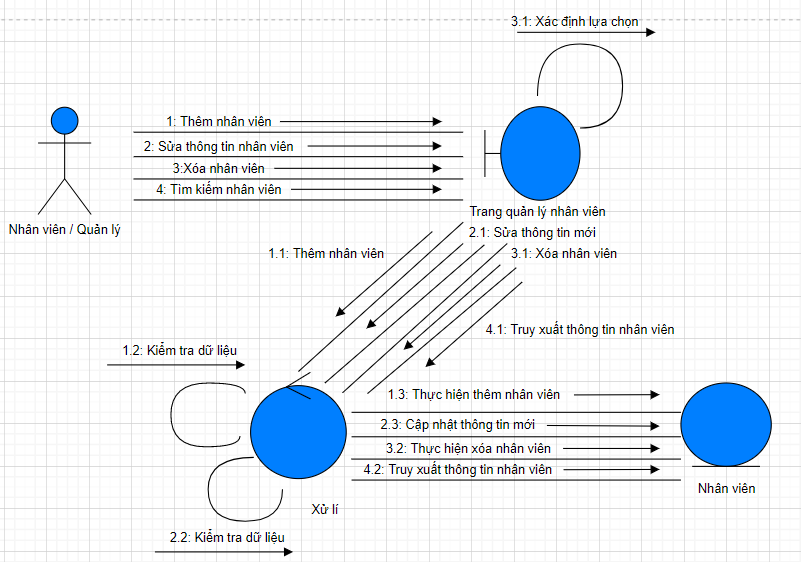 3.1: Xác định lựa chọn
1: Thêm nhân viên
2: Sửa thông tin nhân viên
3:Xóa nhân viên
4: Tìm kiếm nhân viên
Nhân viên / Quản lý
Trang quản lý nhân viên
2.1: Sửa thông tin mới
1.1: Thêm nhân viên
3.1: Xóa nhân viên
4.1: Truy xuất thông tin nhân viên
1.2: Kiểm tra dữ liệu
1.3: Thực hiện thêm nhân viên
2.3: Cập nhật thông tin mới
3.2: Thực hiện xóa nhân viên
4.2: Truy xuất thông tin nhân viên
Nhân viên
Xử lí
2.2: Kiểm tra dữ liệu